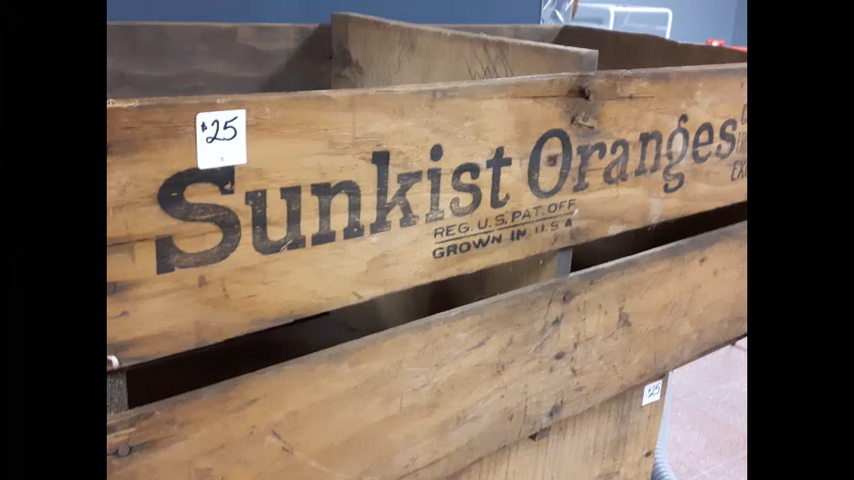 $25
Sunkist Oranges
REG. U.S. PAT. OFF
GROWN IN U S A
$25